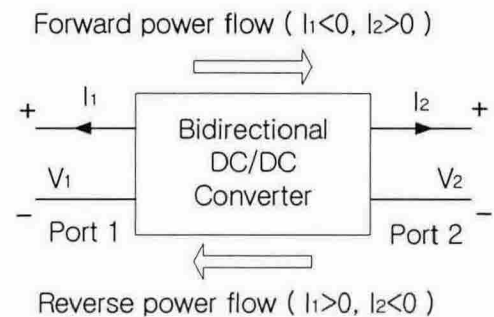 Forward power flow ( I₁<0, I₂>0 )
+ I₁ I₂ +
Bidirectional
DC/DC
Converter
V₁ V₂
− Port 1 Port 2 −
Reverse power flow ( I₁>0, I₂<0 )